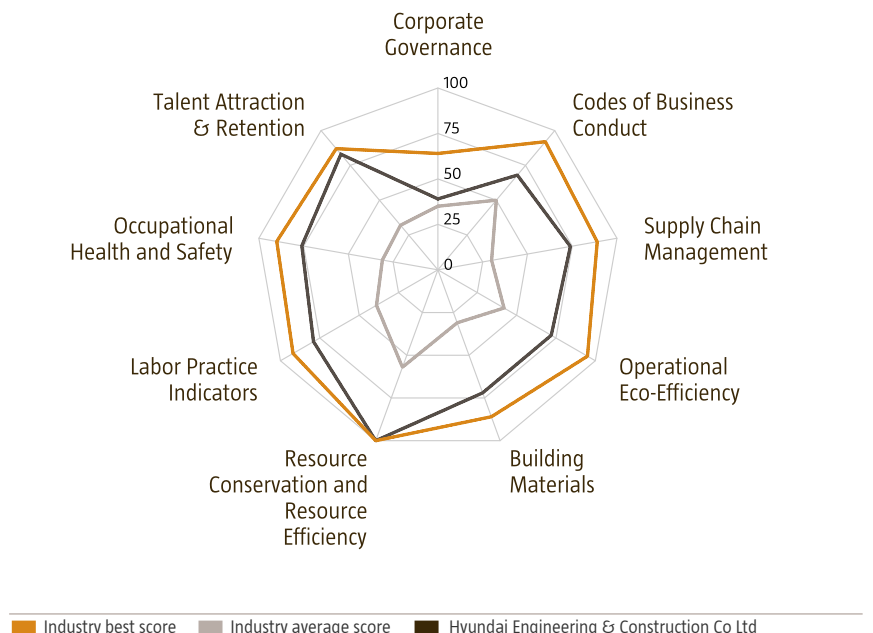 Corporate
Governance
100
Talent Attraction
& Retention
Codes of Business
Conduct
75
50
Occupational
Health and Safety
25
Supply Chain
Management
0
Labor Practice
Indicators
Operational
Eco-Efficiency
Resource
Conservation and
Resource
Efficiency
Building
Materials
Industry best score
Industry average score
Hyundai Engineering & Construction Co Ltd